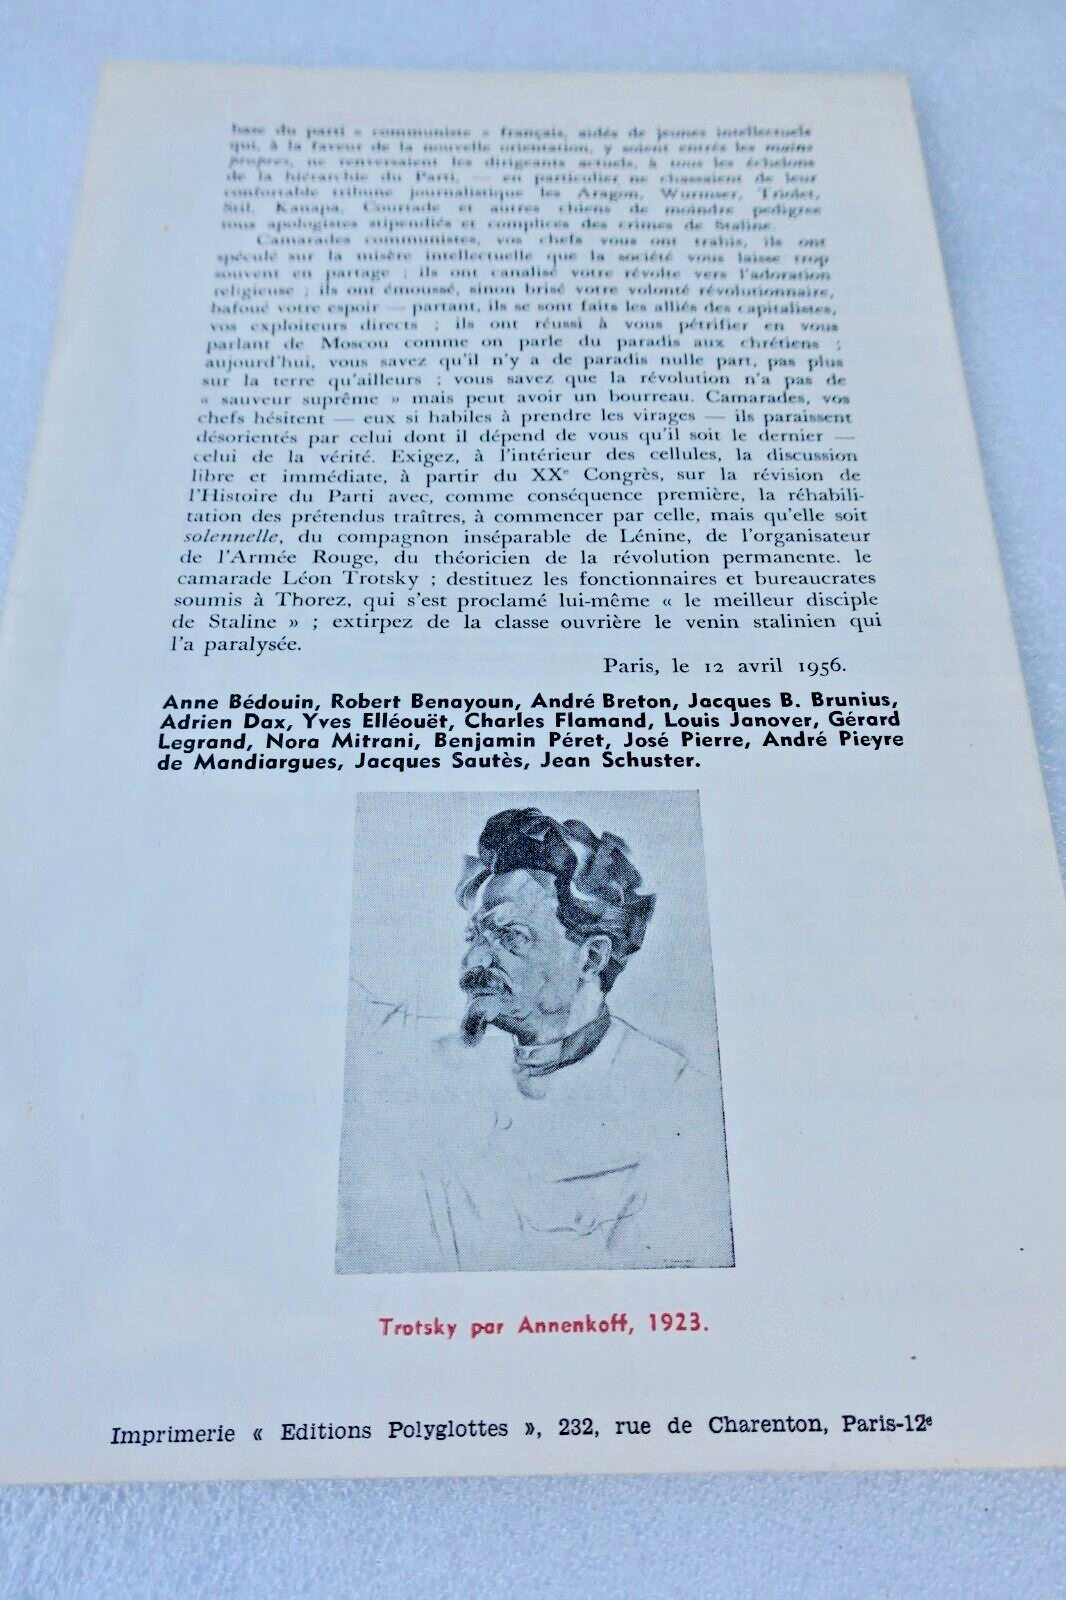 base du parti « communiste » français, aidés de jeunes intellectuels
qui, à la faveur de la nouvelle orientation, y soient entrés les mains
propres, ne renversaient les dirigeants actuels, à tous les échelons
de la hiérarchie du Parti, — en particulier ne chassaient de leur
confortable tribune journalistique les Aragon, Wurmser, Triolet,
Stil, Kanapa, Courtade et autres chiens de moindre pedigree
tous apologistes stipendiés et complices des crimes de Staline.
Camarades communistes, vos chefs vous ont trahis, ils ont
spéculé sur la misère intellectuelle que la société vous laisse trop
souvent en partage ; ils ont canalisé votre révolte vers l'adoration
religieuse ; ils ont émoussé, sinon brisé votre volonté révolutionnaire,
bafoué votre espoir — partant, ils se sont faits les alliés des capitalistes,
vos exploiteurs directs ; ils ont réussi à vous pétrifier en vous
parlant de Moscou comme on parle du paradis aux chrétiens ;
aujourd'hui, vous savez qu'il n'y a de paradis nulle part, pas plus
sur la terre qu'ailleurs ; vous savez que la révolution n'a pas de
« sauveur suprême » mais peut avoir un bourreau. Camarades, vos
chefs hésitent — eux si habiles à prendre les virages — ils paraissent
désorientés par celui dont il dépend de vous qu'il soit le dernier —
celui de la vérité. Exigez, à l'intérieur des cellules, la discussion
libre et immédiate, à partir du XXe Congrès, sur la révision de
l'Histoire du Parti avec, comme conséquence première, la réhabili-
tation des prétendus traîtres, à commencer par celle, mais qu'elle soit
solennelle, du compagnon inséparable de Lénine, de l'organisateur
de l'Armée Rouge, du théoricien de la révolution permanente. le
camarade Léon Trotsky ; destituez les fonctionnaires et bureaucrates
soumis à Thorez, qui s'est proclamé lui-même « le meilleur disciple
de Staline » ; extirpez de la classe ouvrière le venin stalinien qui
l'a paralysée.
Paris, le 12 avril 1956.
Anne Bédouin, Robert Benayoun, André Breton, Jacques B. Brunius,
Adrien Dax, Yves Elléouët, Charles Flamand, Louis Janover, Gérard
Legrand, Nora Mitrani, Benjamin Péret, José Pierre, André Pieyre
de Mandiargues, Jacques Sautès, Jean Schuster.
Trotsky par Annenkoff, 1923.
Imprimerie « Editions Polyglottes », 232, rue de Charenton, Paris-12e